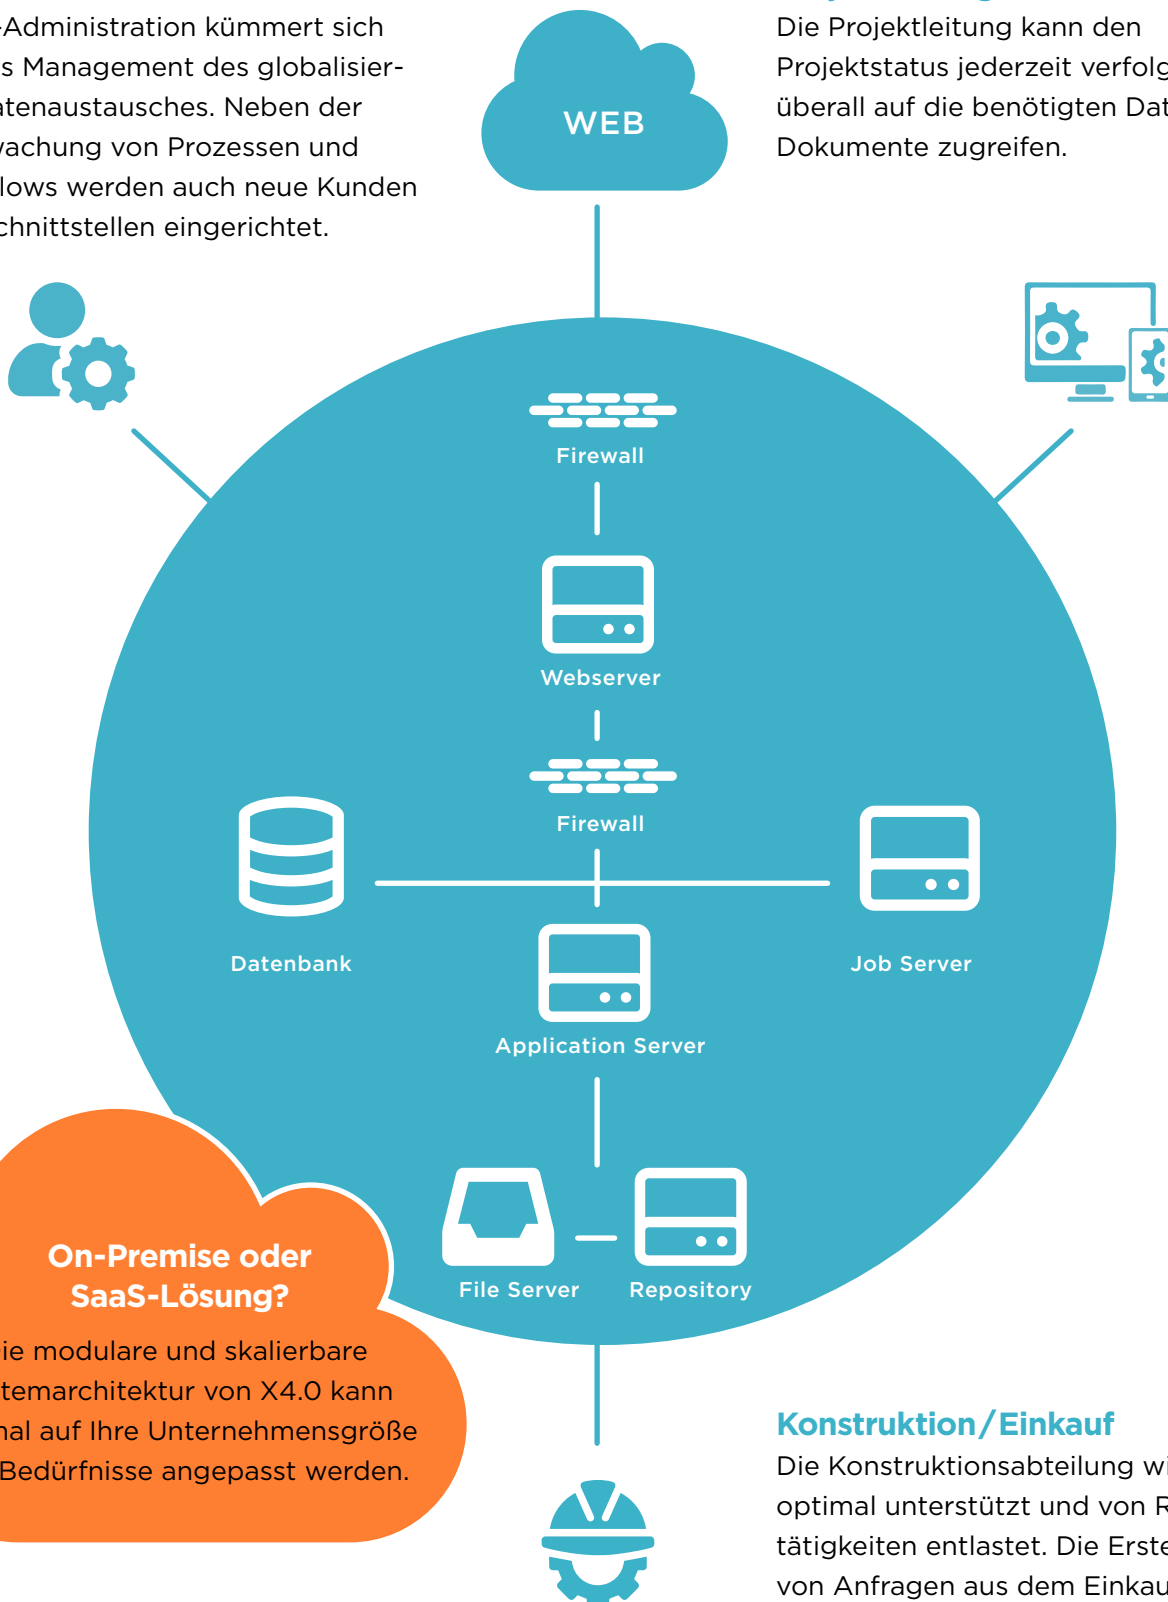 -Administration kümmert sich
s Management des globalisier-
atenaustausches. Neben der
wachung von Prozessen und
lows werden auch neue Kunden
chnittstellen eingerichtet.
WEB
Die Projektleitung kann den
Projektstatus jederzeit verfolg
überall auf die benötigten Dat
Dokumente zugreifen.
Firewall
Webserver
Firewall
Datenbank
Job Server
Application Server
File Server
Repository
On-Premise oder
SaaS-Lösung?
ie modulare und skalierbare
temarchitektur von X4.0 kann
nal auf Ihre Unternehmensgröße
Bedürfnisse angepasst werden.
Konstruktion/Einkauf
Die Konstruktionsabteilung wi
optimal unterstützt und von R
tätigkeiten entlastet. Die Erste
von Anfragen aus dem Einkau